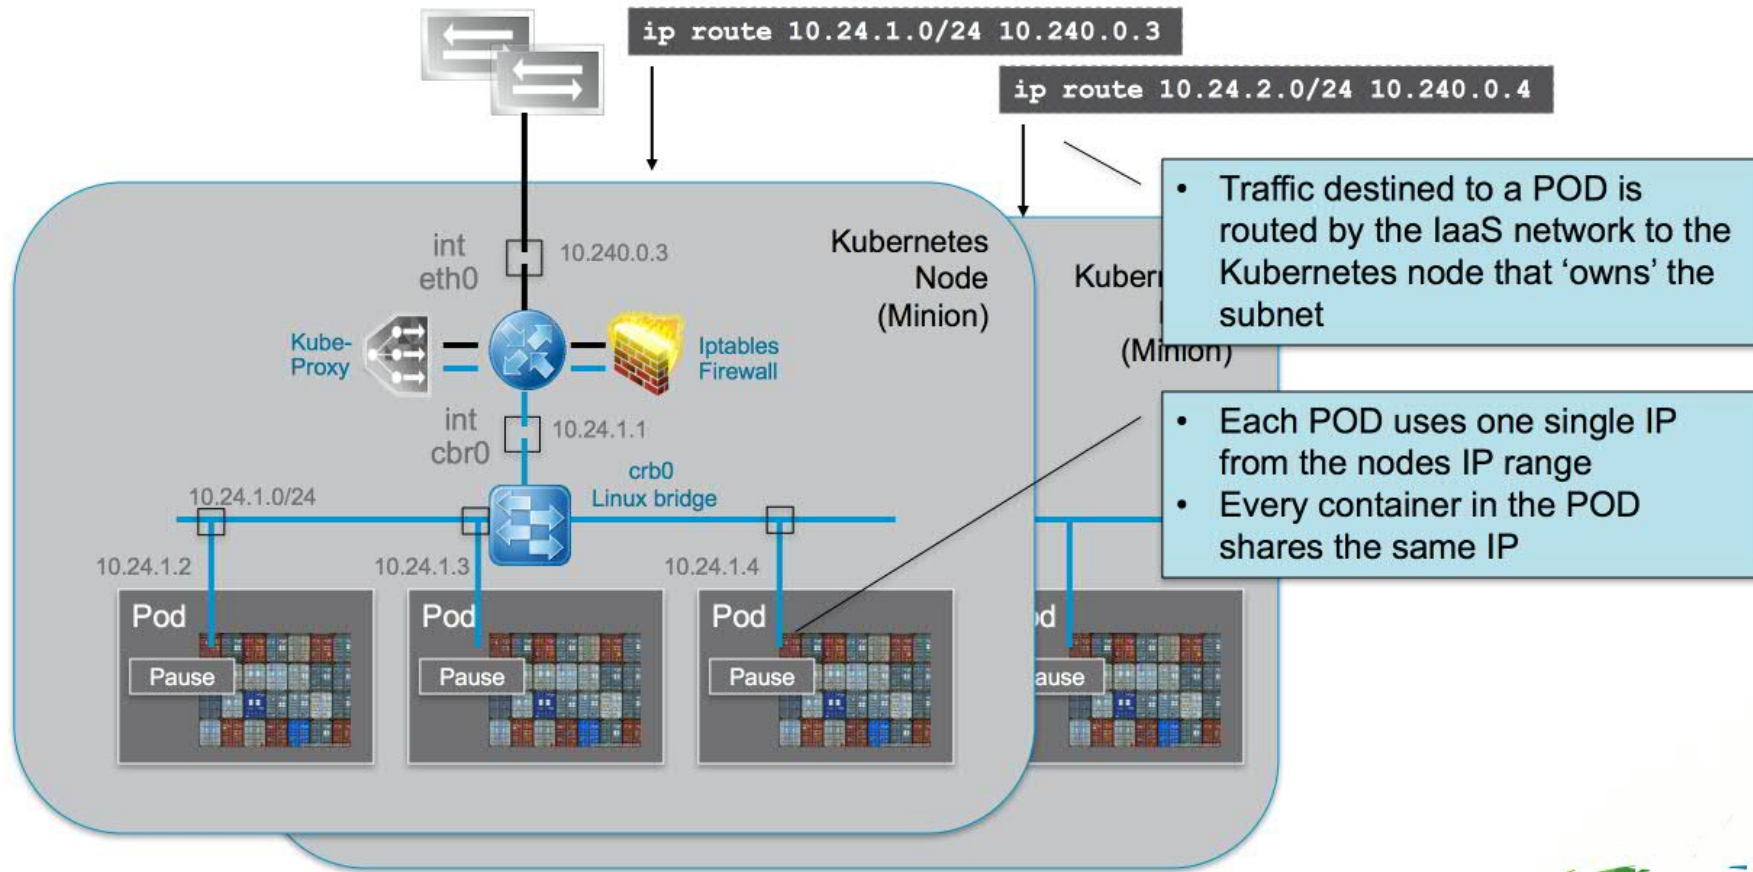 ip route 10.24.1.0/24 10.240.0.3
ip route 10.24.2.0/24 10.240.0.4
• Traffic destined to a POD is
routed by the IaaS network to the
Kubernetes node that ‘owns’ the
subnet
int
eth0
10.240.0.3
Kubernetes
Node
(Minion)
Kuber
(Minion)
Kube-
Proxy
Iptables
Firewall
int
cbr0
10.24.1.1
crb0
Linux bridge
• Each POD uses one single IP
from the nodes IP range
• Every container in the POD
shares the same IP
10.24.1.0/24
10.24.1.2
10.24.1.3
10.24.1.4
Pod
Pause
Pod
Pause
Pod
Pause
od
ause